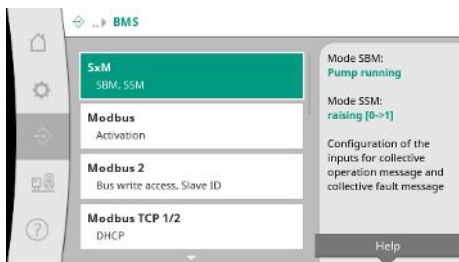 ..▸ BMS
SxM
SBM, SSM
Modbus
Activation
Modbus 2
Bus write access, Slave ID
Modbus TCP 1/2
DHCP
Mode SBM:
Pump running
Mode SSM:
raising [0->1]
Configuration of the
inputs for collective
operation message and
collective fault message
Help
?